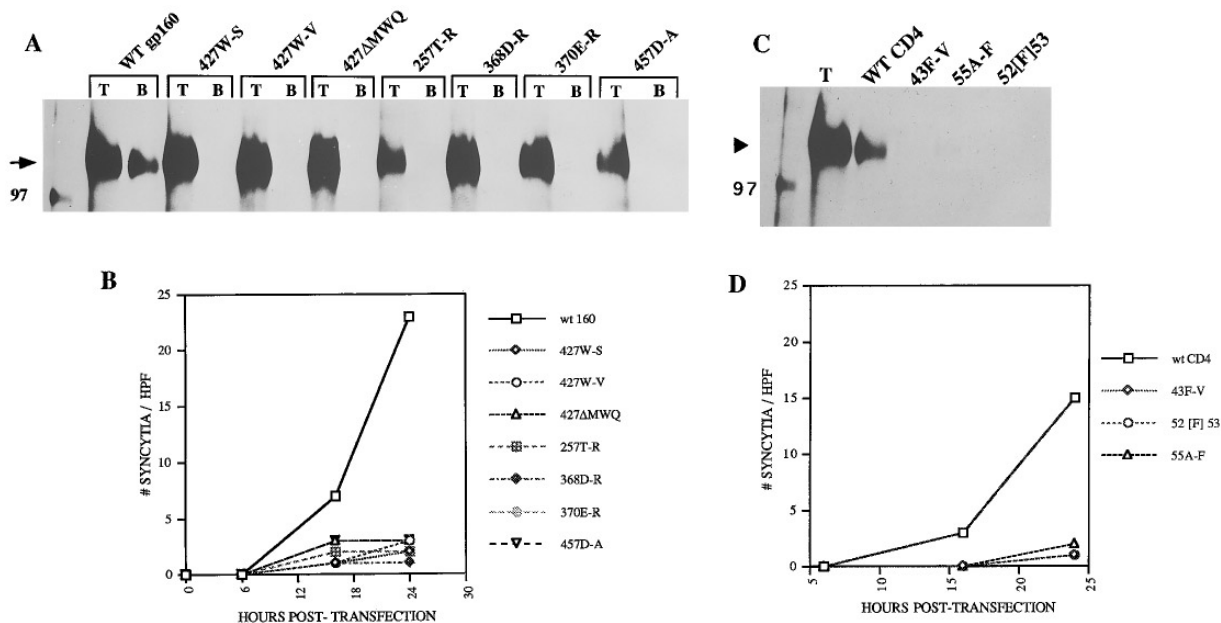 A
WT gp160
427W-S
427W-V
427ΔMWQ
257T-R
368D-R
370E-R
457D-A
T B T B T B T B T B T B T B T B
97
C
T
WT CD4
43F-V
55A-F
52[F]53
97
B
# SYNCYTIA / HPF
25
20
15
10
5
0
0
6
12
18
24
30
HOURS POST- TRANSFECTION
wt 160
427W-S
427W-V
427ΔMWQ
257T-R
368D-R
370E-R
457D-A
D
# SYNCYTIA / HPF
25
20
15
10
5
0
5
10
15
20
25
HOURS POST-TRANSFECTION
wt CD4
43F-V
52 [F] 53
55A-F